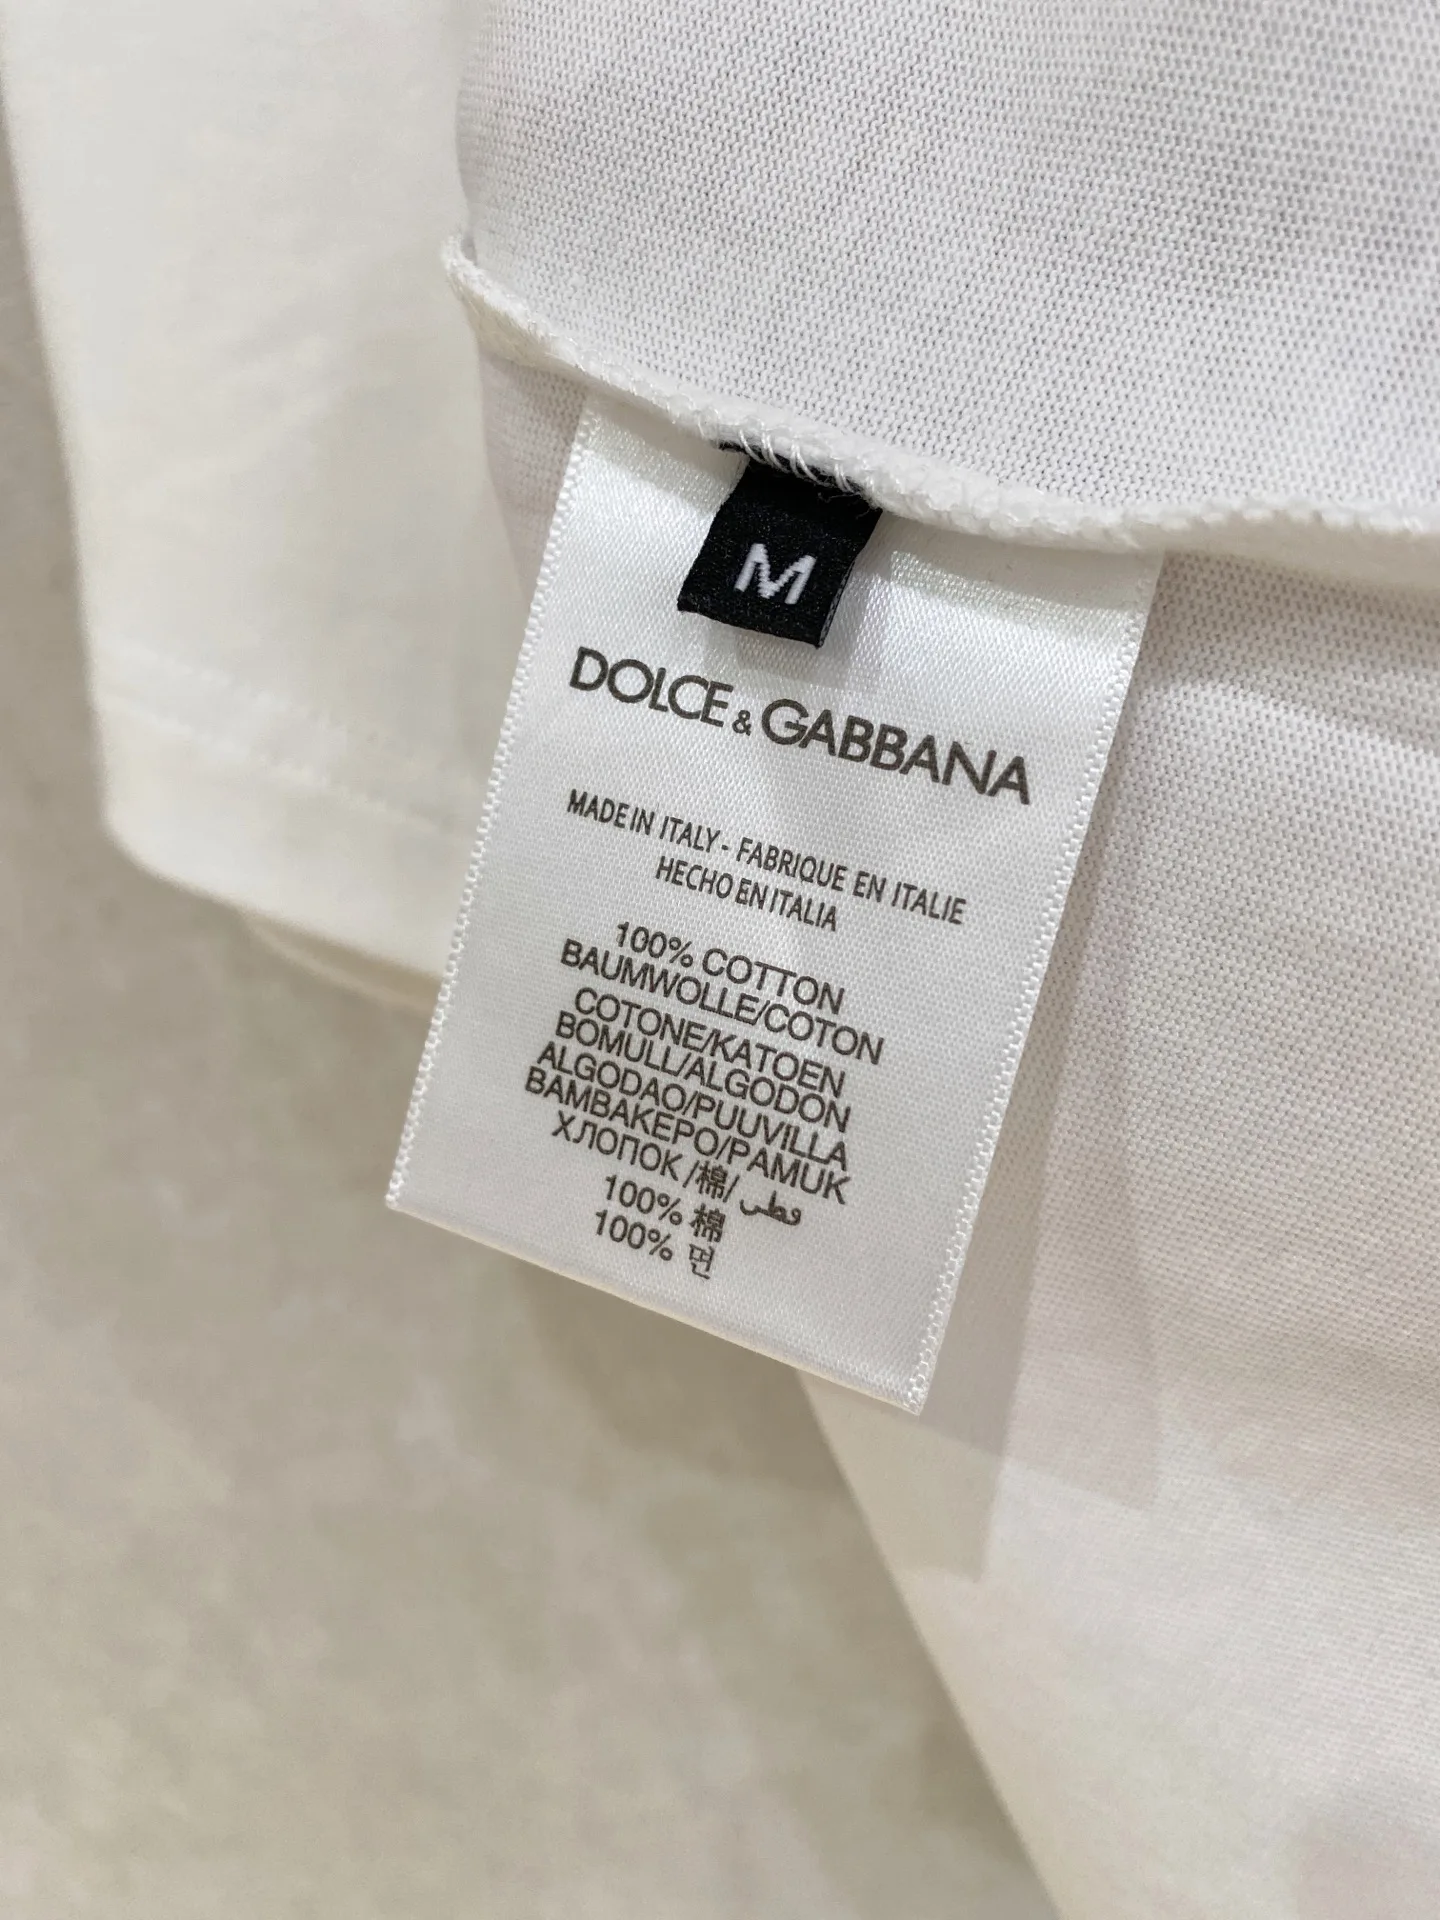 M
DOLCE & GABBANA
MADE IN ITALY - FABRIQUE EN ITALIE
HECHO EN ITALIA
100% COTTON
BAUMWOLLE/COTON
COTONE/KATOEN
BOMULL/ALGODON
ALGODAO/PUUVILLA
BAMBAKEPO/PAMUK
ХЛОПОК /棉/ قطن
100% 棉
100% 면